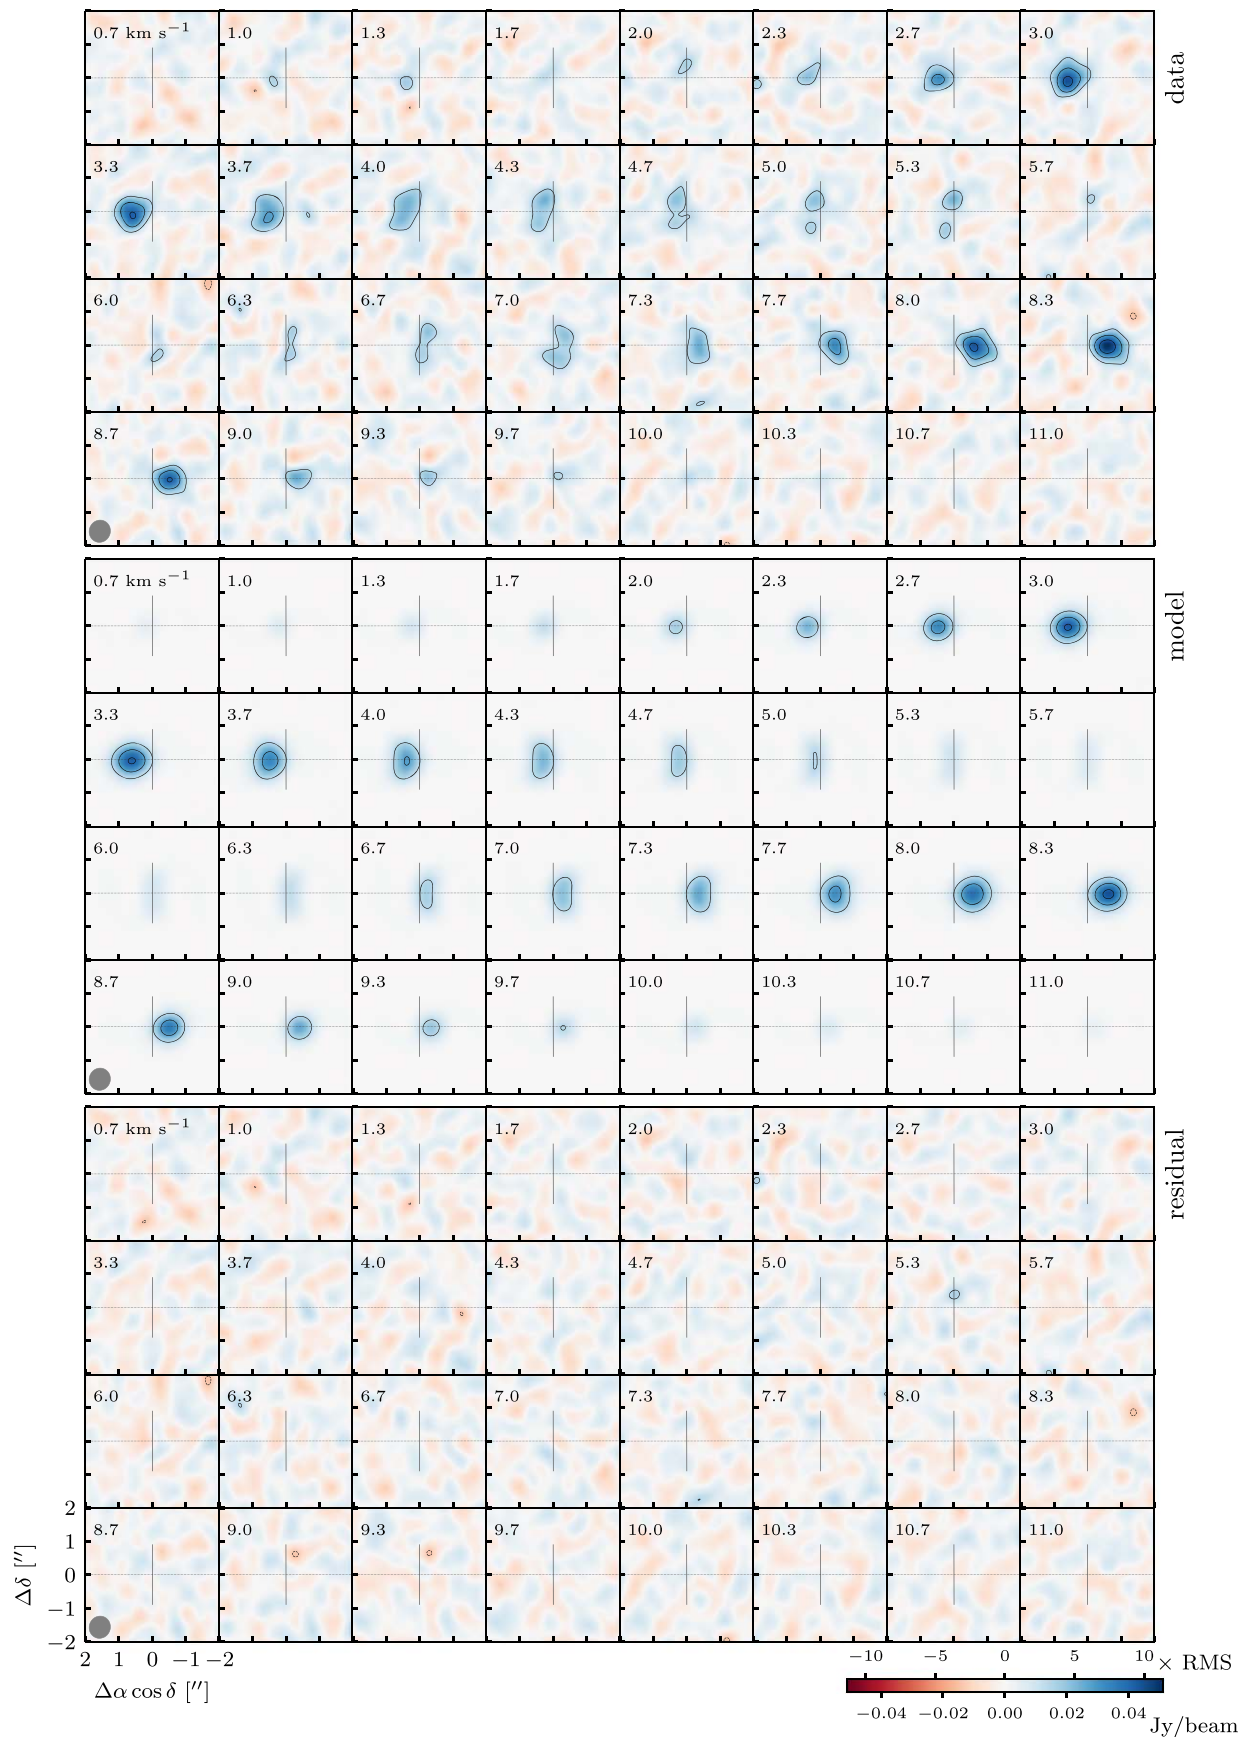 0.7 km s⁻¹ 1.0 1.3 1.7 2.0 2.3 2.7 3.0
data
3.3 3.7 4.0 4.3 4.7 5.0 5.3 5.7
6.0 6.3 6.7 7.0 7.3 7.7 8.0 8.3
8.7 9.0 9.3 9.7 10.0 10.3 10.7 11.0
0.7 km s⁻¹ 1.0 1.3 1.7 2.0 2.3 2.7 3.0
model
3.3 3.7 4.0 4.3 4.7 5.0 5.3 5.7
6.0 6.3 6.7 7.0 7.3 7.7 8.0 8.3
8.7 9.0 9.3 9.7 10.0 10.3 10.7 11.0
0.7 km s⁻¹ 1.0 1.3 1.7 2.0 2.3 2.7 3.0
residual
3.3 3.7 4.0 4.3 4.7 5.0 5.3 5.7
6.0 6.3 6.7 7.0 7.3 7.7 8.0 8.3
8.7 9.0 9.3 9.7 10.0 10.3 10.7 11.0
2
1
0
−1
−2
Δδ [″]
2 1 0 −1 −2
Δα cos δ [″]
−10 −5 0 5 10 × RMS
−0.04 −0.02 0.00 0.02 0.04 Jy/beam